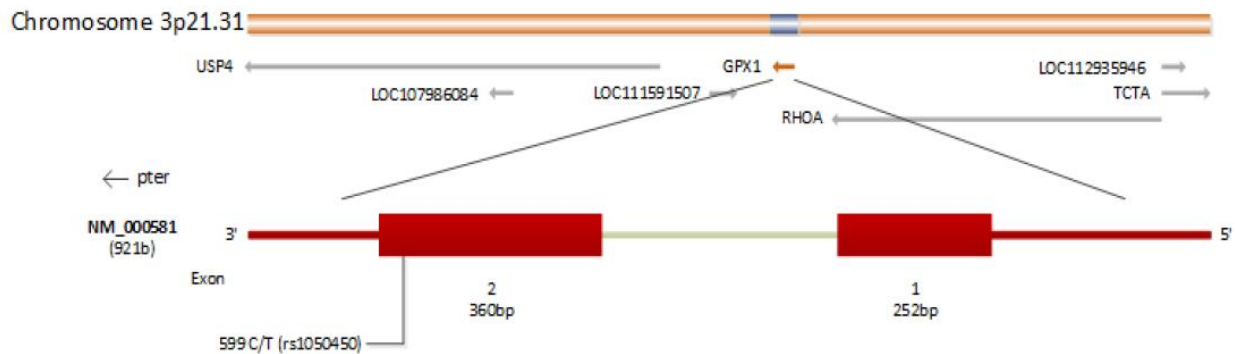 Chromosome 3p21.31
USP4
GPX1
LOC112935946
LOC107986084
LOC111591507
TCTA
RHOA
pter
NM_000581
(921b)
3'
5'
Exon
2
1
360bp
252bp
599 C/T (rs1050450)